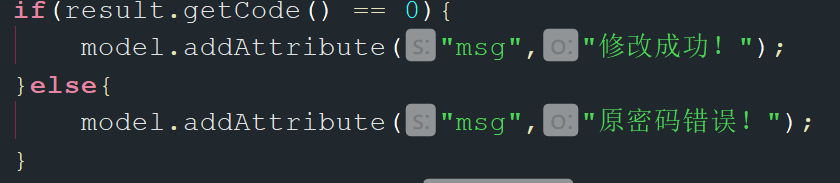 if(result.getCode() == 0){
model.addAttribute(s:"msg",o:"修改成功!");
}else{
model.addAttribute(s:"msg",o:"原密码错误!");
}